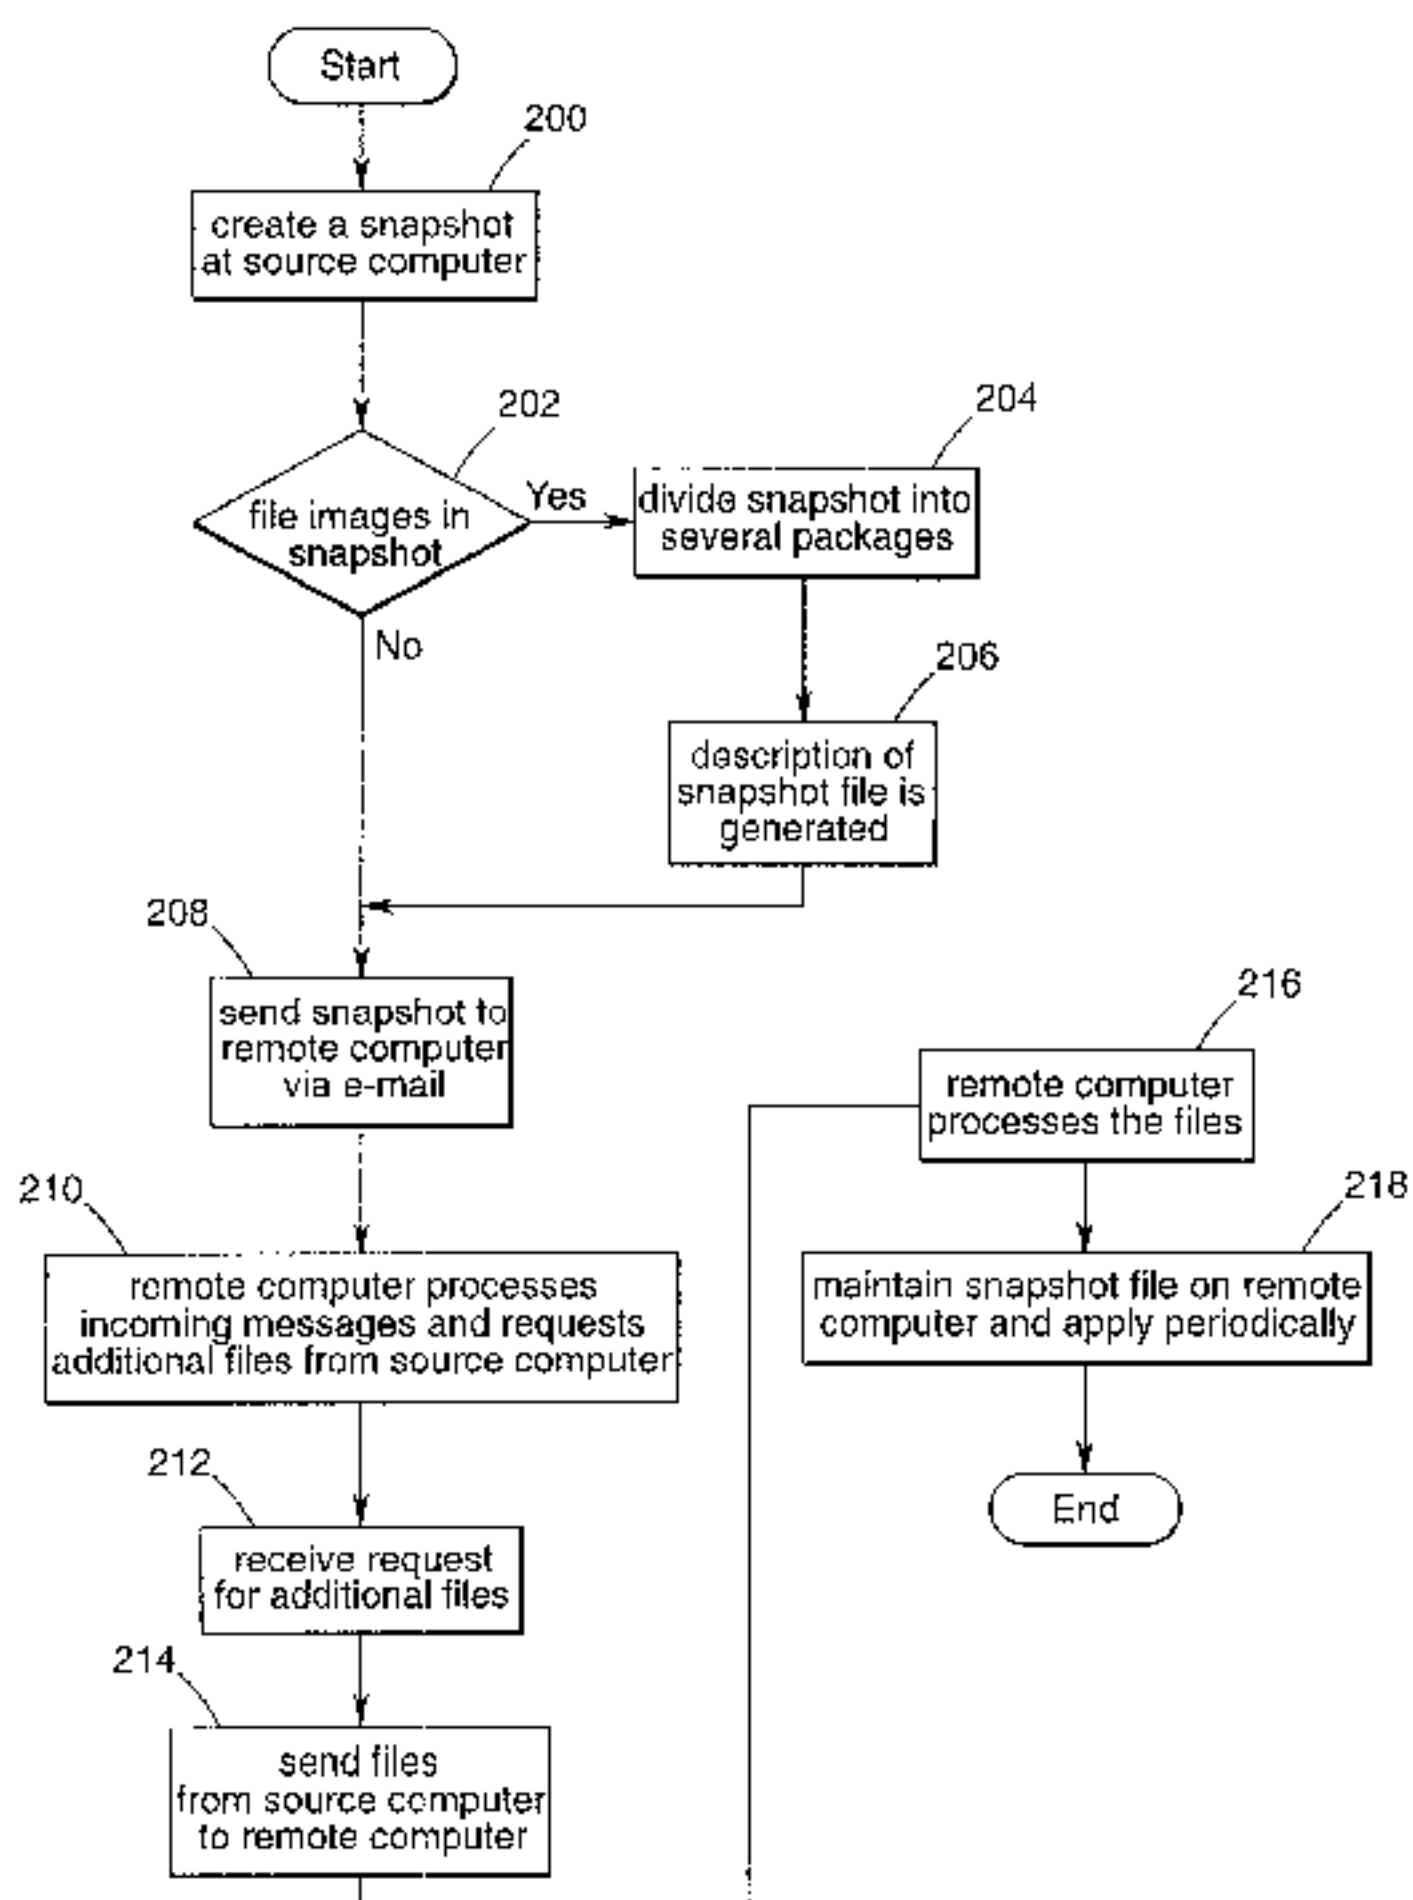 Start
200
create a snapshot
at source computer
202
file images in
snapshot
Yes
No
204
divide snapshot into
several packages
206
description of
snapshot file is
generated
208
send snapshot to
remote computer
via e-mail
210
remote computer processes
incoming messages and requests
additional files from source computer
212
receive request
for additional files
214
send files
from source computer
to remote computer
216
remote computer
processes the files
218
maintain snapshot file on remote
computer and apply periodically
End